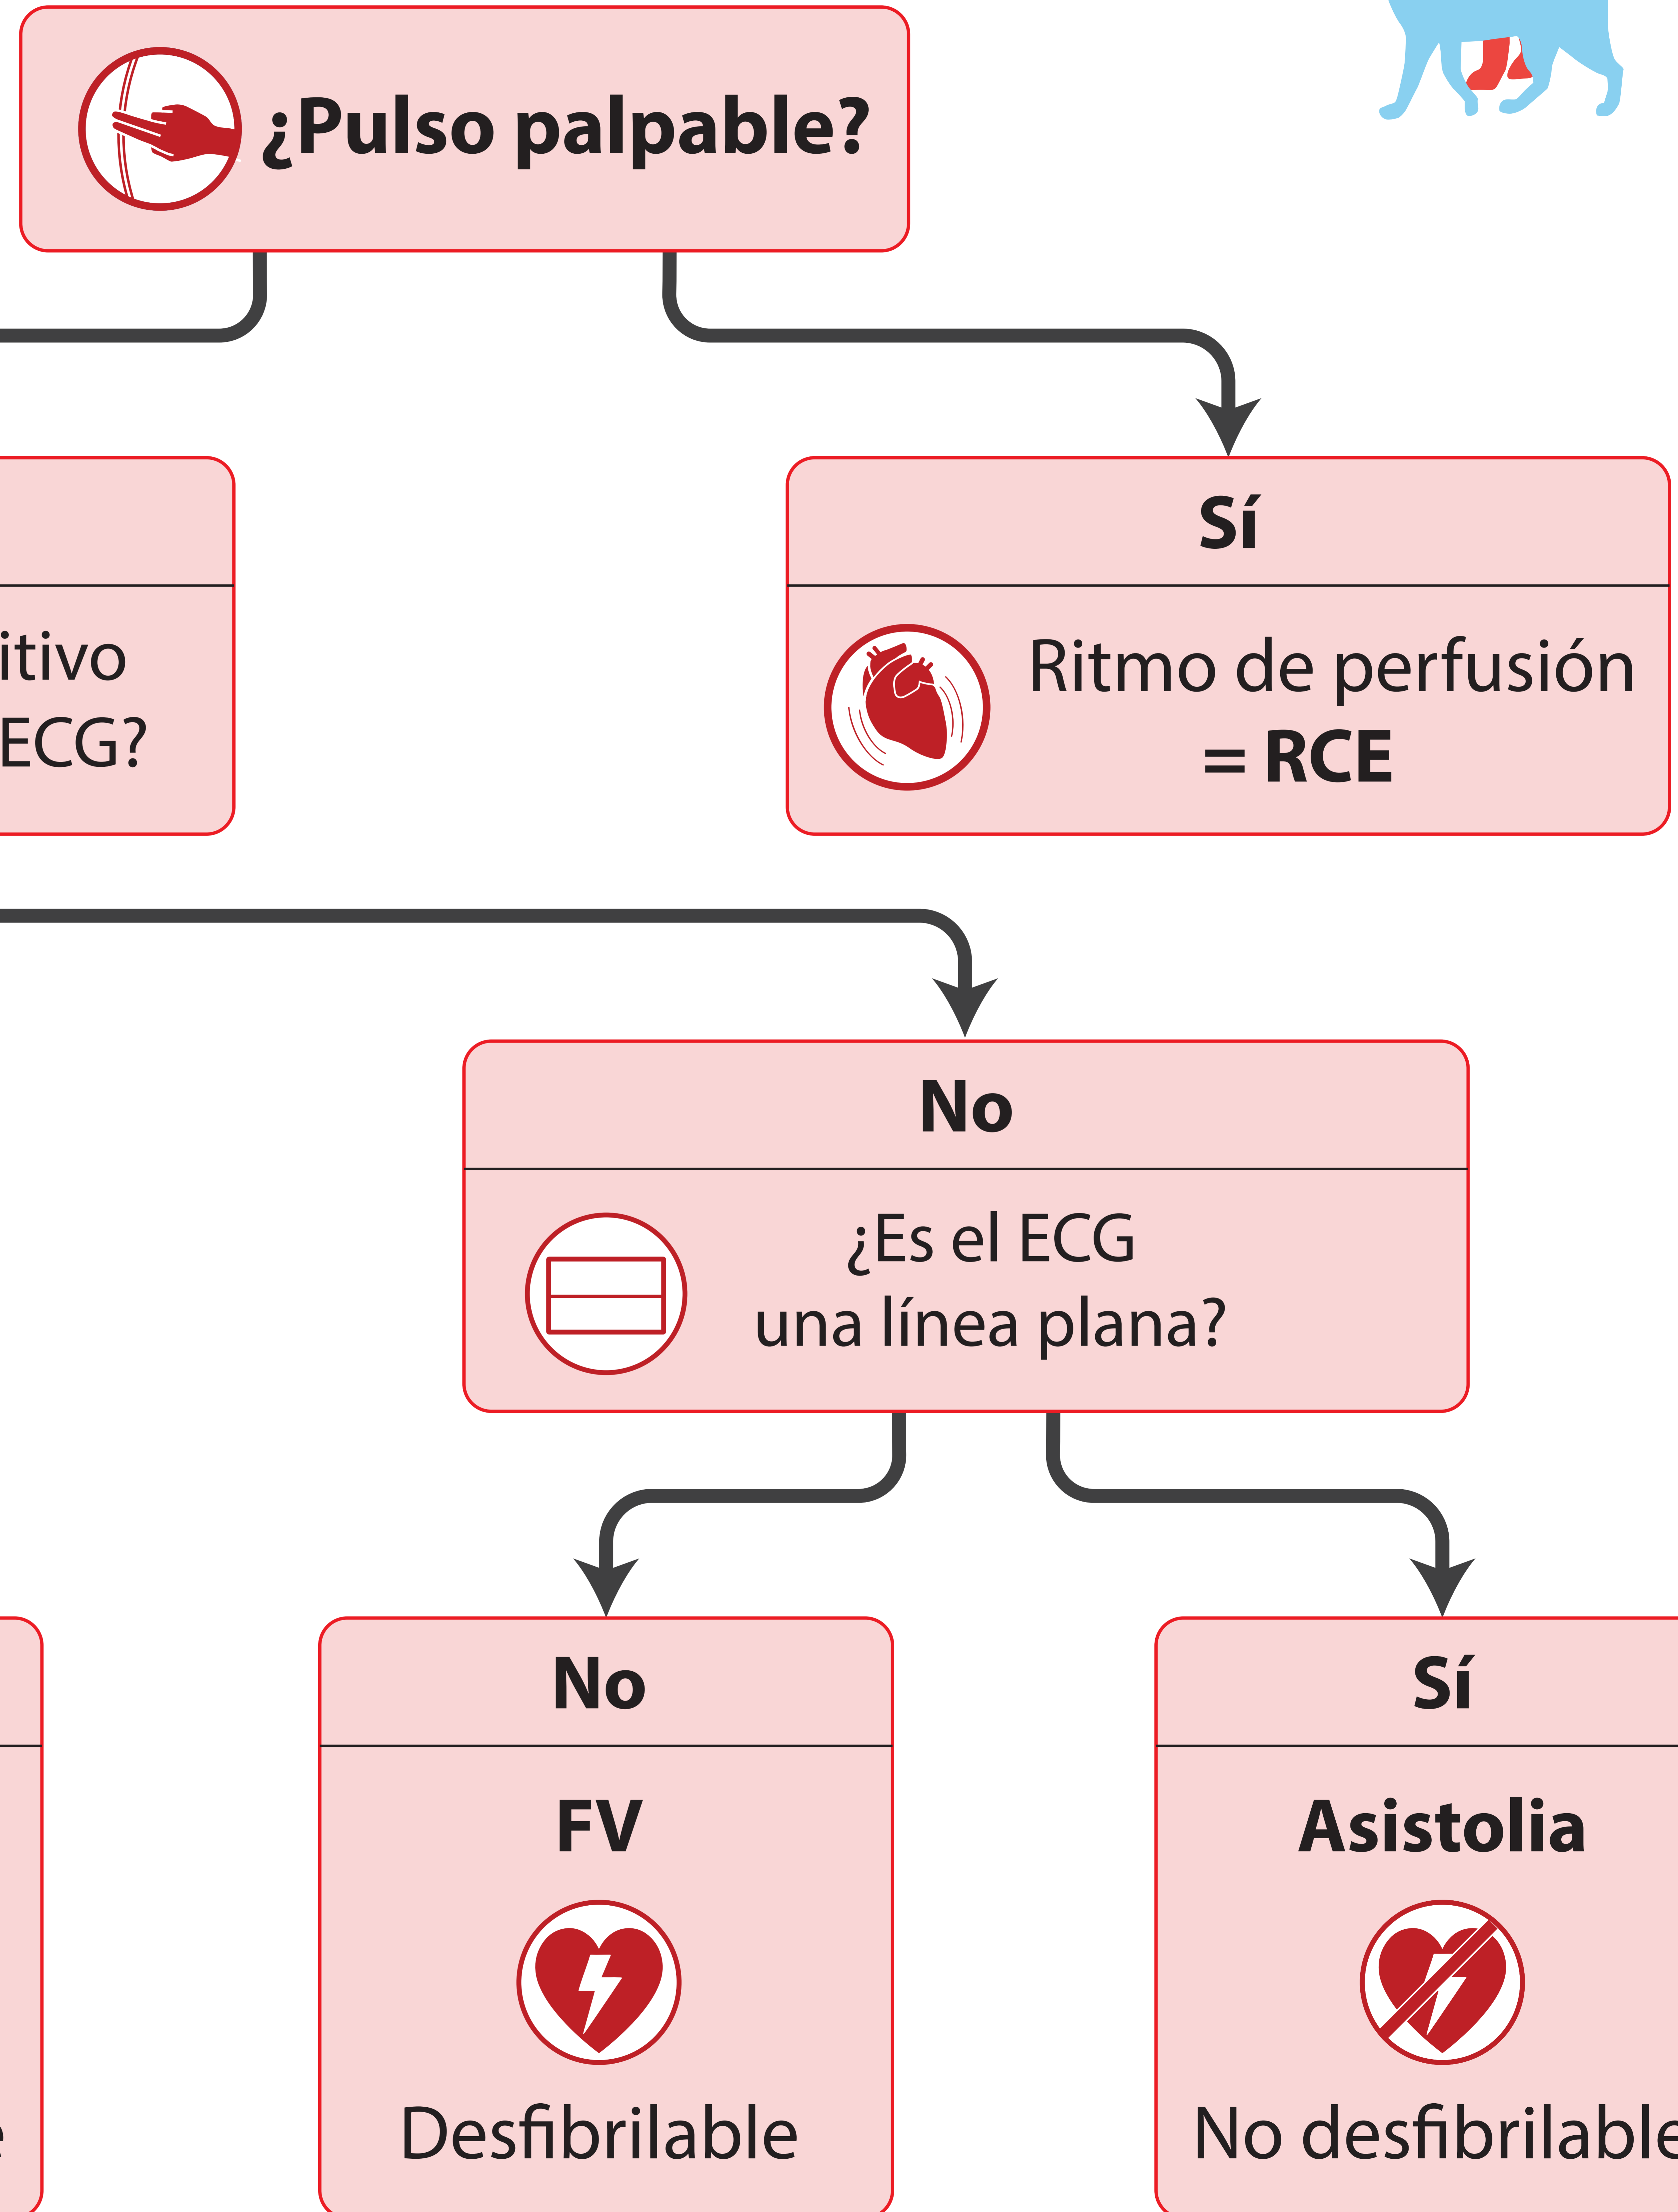 ¿Pulso palpable?
Sí
Ritmo de perfusión
= RCE
ECG?
No
¿Es el ECG
una línea plana?
No
FV
Desfibrilable
Sí
Asistolia
No desfibrilable